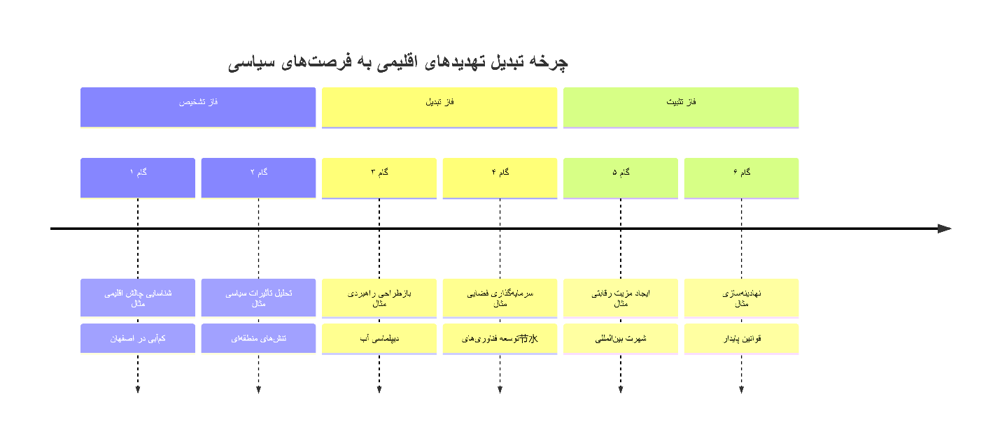 چرخه تبدیل تهدیدهای اقلیمی به فرصت‌های سیاسی
فاز تشخیص
فاز تبدیل
فاز تثبیت
گام ۱
گام ۲
گام ۳
گام ۴
گام ۵
گام ۶
شناسایی چالش اقلیمی
مثال
تحلیل تأثیرات سیاسی
مثال
بازطراحی راهبردی
مثال
سرمایه‌گذاری فضایی
مثال
ایجاد مزیت رقابتی
مثال
نهادینه‌سازی
مثال
کم‌آبی در اصفهان
تنش‌های منطقه‌ای
دیپلماسی آب
توسعه فناوری‌های节水
شهرت بین‌المللی
قوانین پایدار